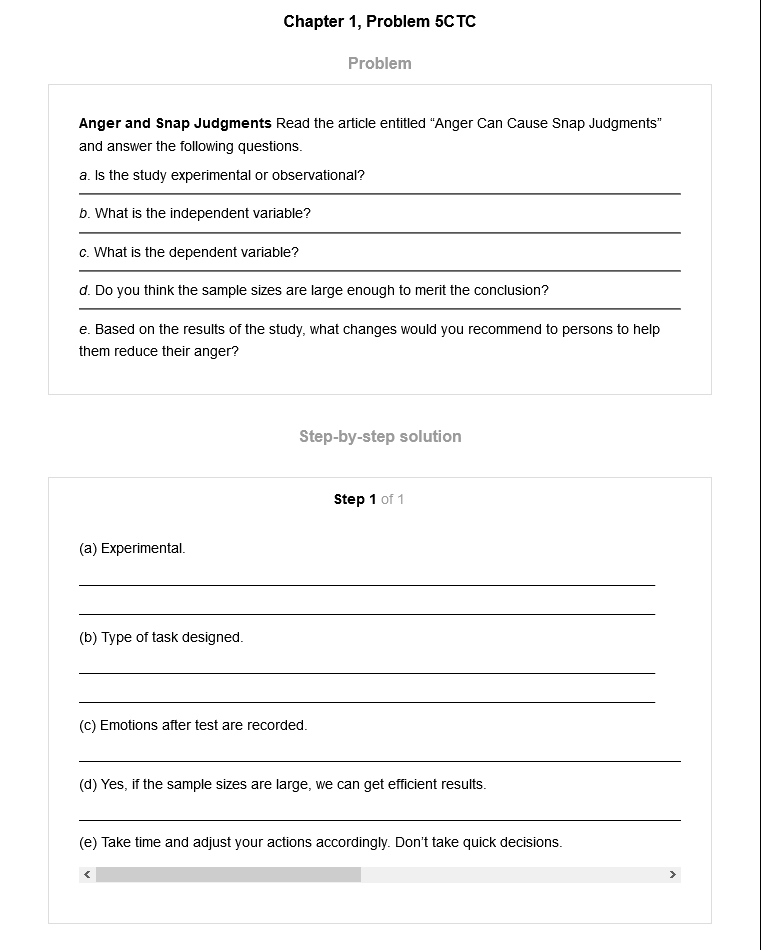 Chapter 1, Problem 5CTC
Problem
Anger and Snap Judgments Read the article entitled “Anger Can Cause Snap Judgments”
and answer the following questions.
a. Is the study experimental or observational?
b. What is the independent variable?
c. What is the dependent variable?
d. Do you think the sample sizes are large enough to merit the conclusion?
e. Based on the results of the study, what changes would you recommend to persons to help
them reduce their anger?
Step-by-step solution
Step 1 of 1
(a) Experimental.
(b) Type of task designed.
(c) Emotions after test are recorded.
(d) Yes, if the sample sizes are large, we can get efficient results.
(e) Take time and adjust your actions accordingly. Don’t take quick decisions.